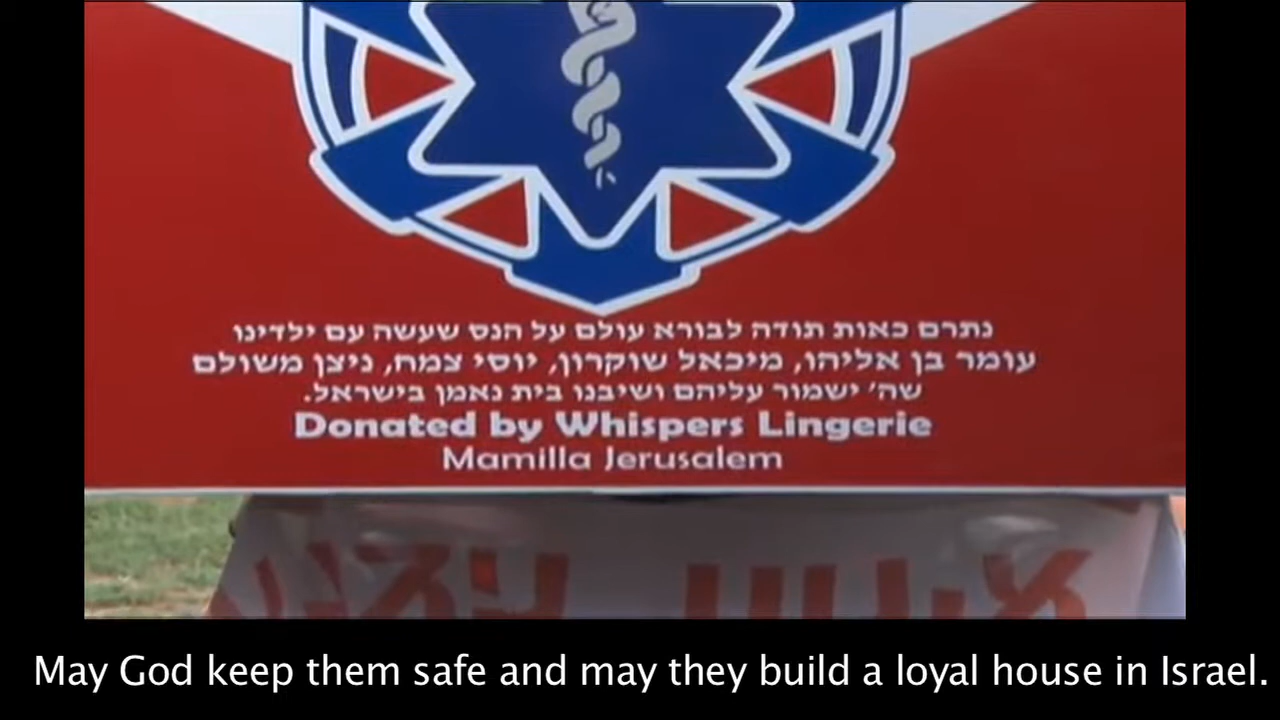 נתרם כאות תודה לבורא עולם על הנס שעשה עם ילדינו
עומר בן אליהו, מיכאל שוקרון, יוסי צמח, ניצן משולם
שה' ישמור עליהם ושיבנו בית נאמן בישראל.
Donated by Whispers Lingerie
Mamilla Jerusalem
May God keep them safe and may they build a loyal house in Israel.